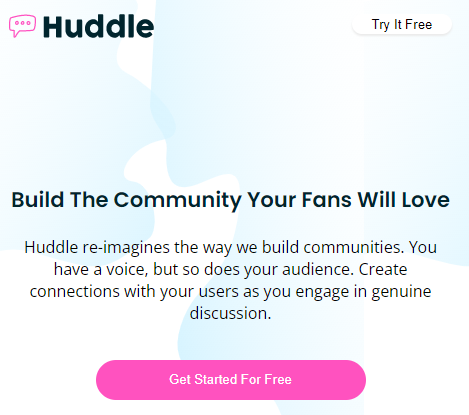 Huddle
Try It Free
Build The Community Your Fans Will Love
Huddle re-imagines the way we build communities. You
have a voice, but so does your audience. Create
connections with your users as you engage in genuine
discussion.
Get Started For Free